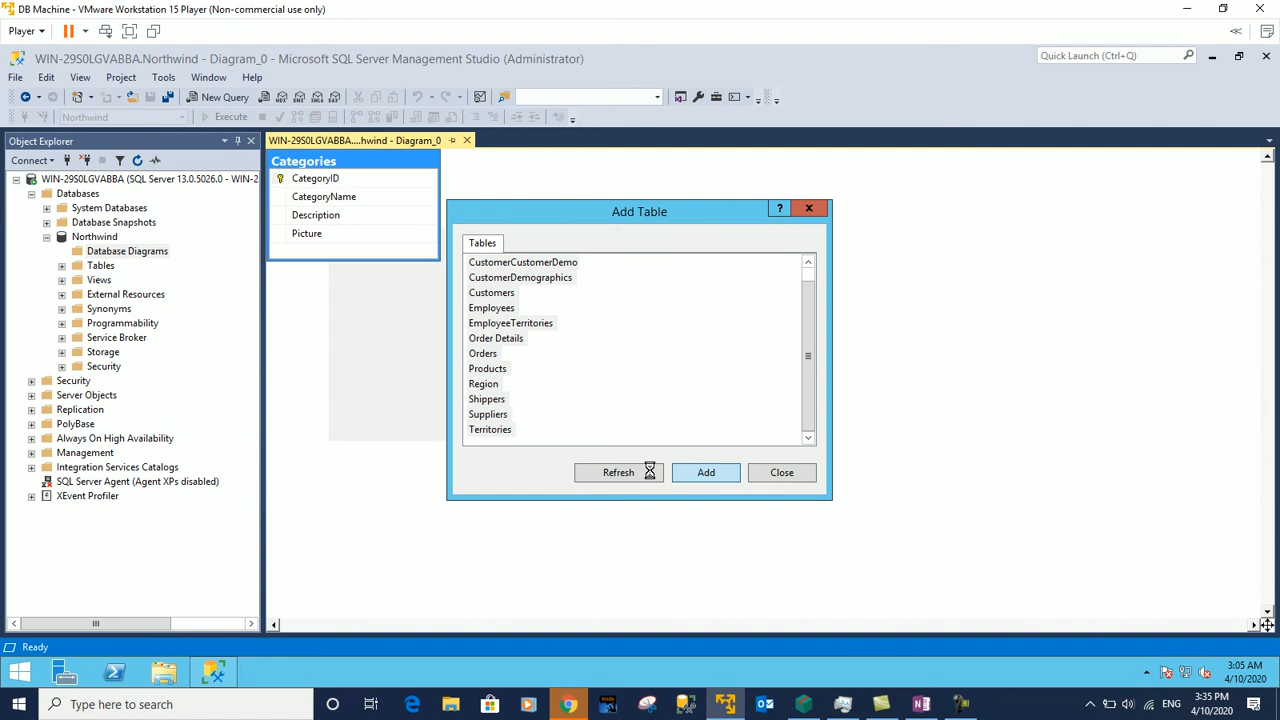 DB Machine - VMware Workstation 15 Player (Non-commercial use only)
Player
WIN-29S0LGVABBA.Northwind - Diagram_0 - Microsoft SQL Server Management Studio (Administrator)
Quick Launch (Ctrl+Q)
File Edit View Project Tools Window Help
New Query
Northwind
Execute
Object Explorer
Connect
WIN-29S0LGVABBA (SQL Server 13.0.5026.0 - WIN-2
Databases
System Databases
Database Snapshots
Northwind
Database Diagrams
Tables
Views
External Resources
Synonyms
Programmability
Service Broker
Storage
Security
Security
Server Objects
Replication
PolyBase
Always On High Availability
Management
Integration Services Catalogs
SQL Server Agent (Agent XPs disabled)
XEvent Profiler
WIN-29S0LGVABBA....hwind - Diagram_0
Categories
CategoryID
CategoryName
Description
Picture
Add Table
Tables
CustomerCustomerDemo
CustomerDemographics
Customers
Employees
EmployeeTerritories
Order Details
Orders
Products
Region
Shippers
Suppliers
Territories
Refresh Add Close
Ready
3:05 AM
4/10/2020
Type here to search
ENG
3:35 PM
4/10/2020